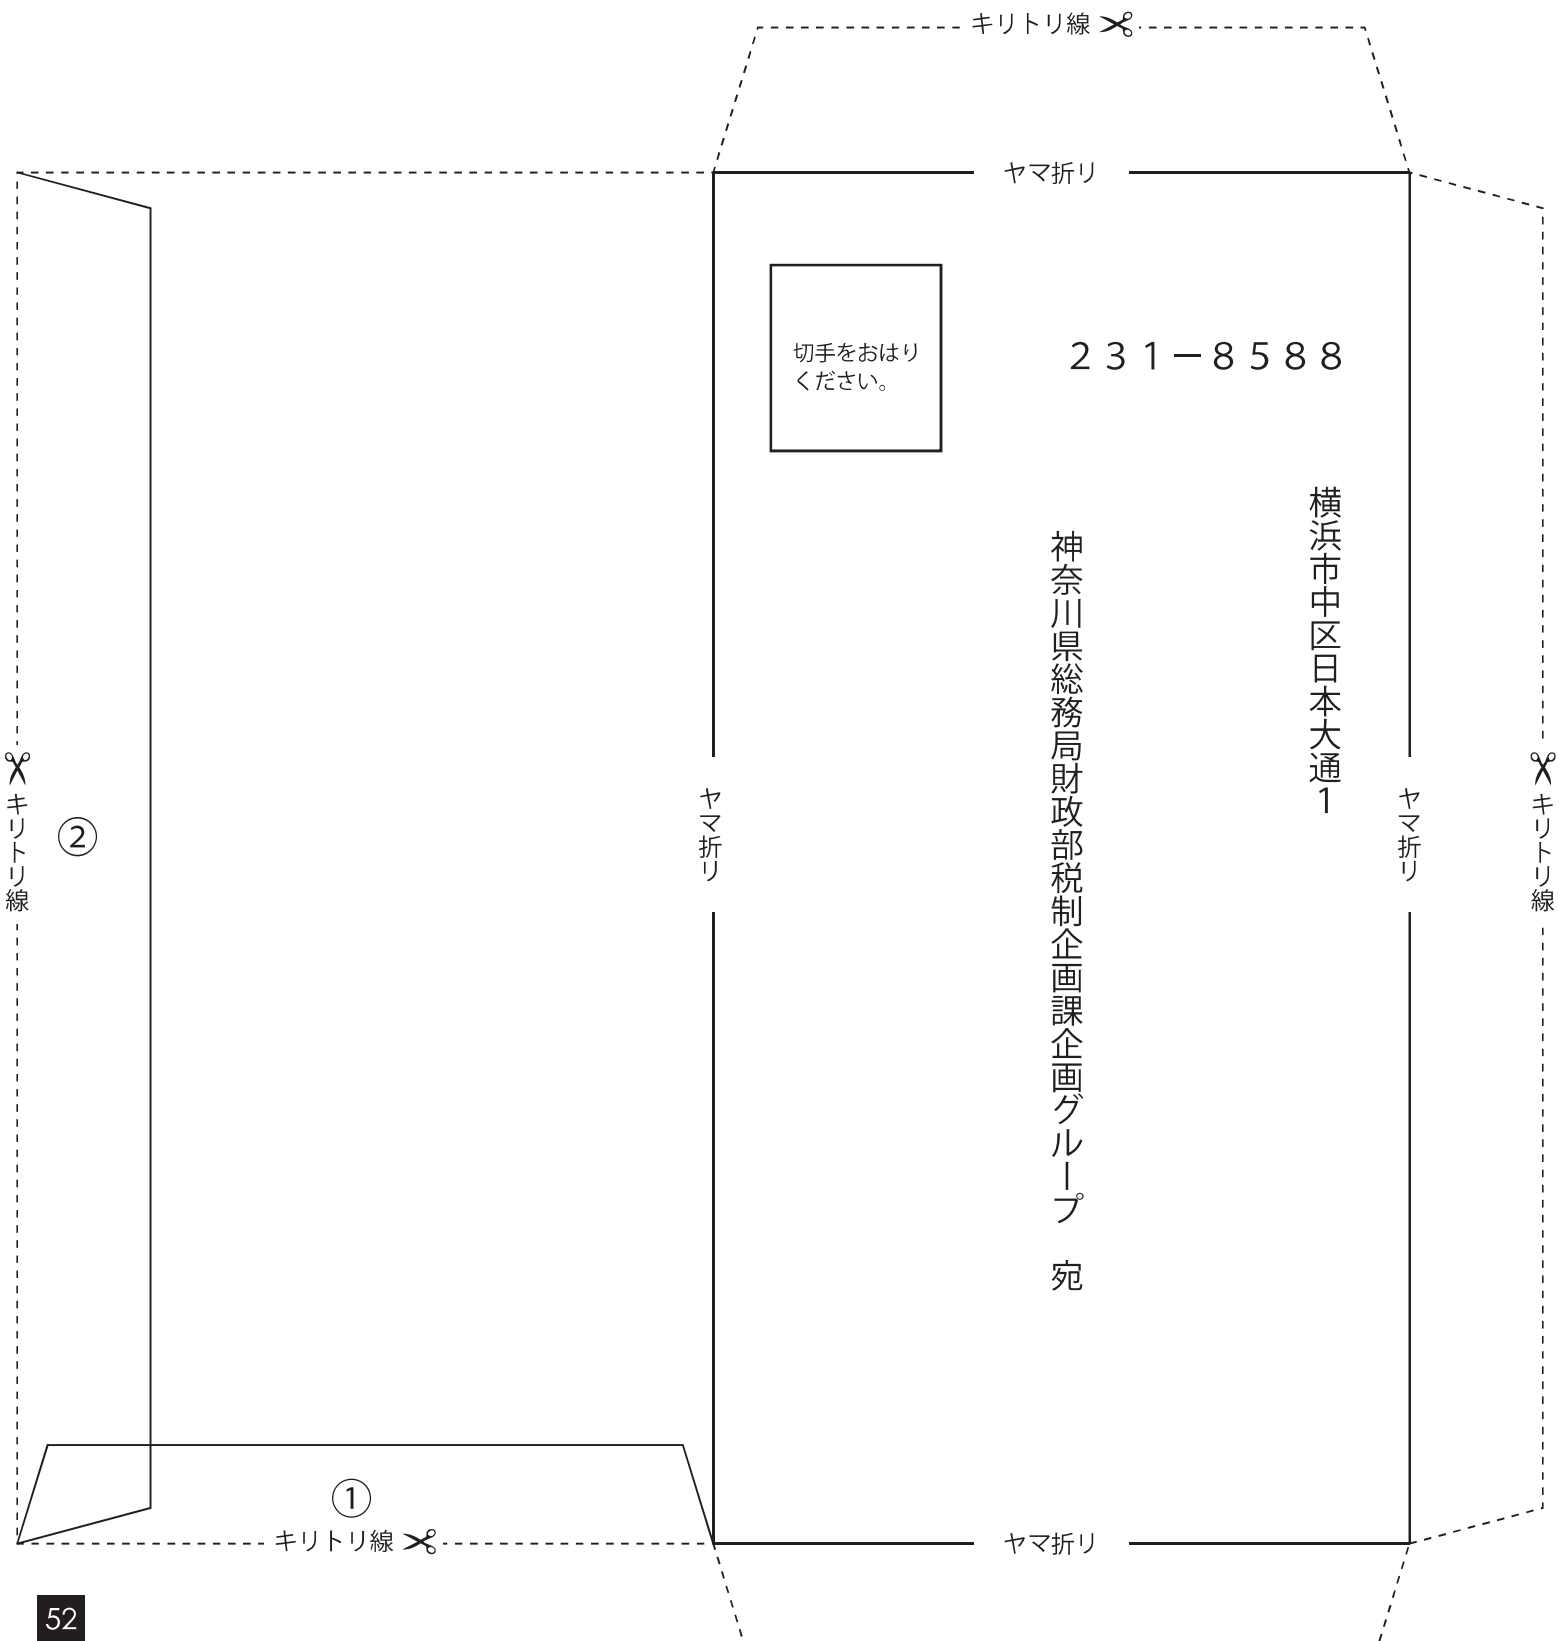 キリトリ線
ヤマ折リ
切手をおはり
ください。
２３１－８５８８
横浜市中区日本大通１
神奈川県総務局財政部税制企画課企画グループ　宛
ヤマ折リ
ヤマ折リ
キリトリ線
キリトリ線
②
①
キリトリ線
ヤマ折リ
52